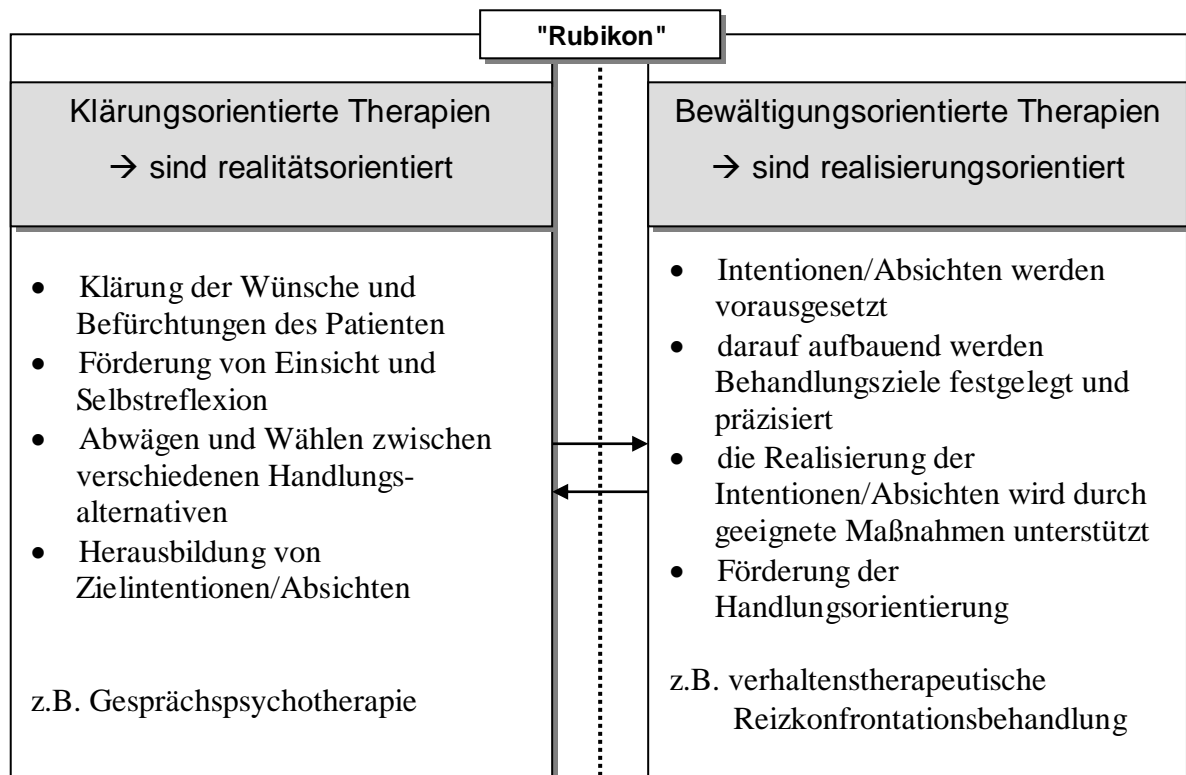 "Rubikon"
Klärungsorientierte Therapien
→ sind realitätsorientiert
• Klärung der Wünsche und
Befürchtungen des Patienten
• Förderung von Einsicht und
Selbstreflexion
• Abwägen und Wählen zwischen
verschiedenen Handlungs-
alternativen
• Herausbildung von
Zielintentionen/Absichten
z.B. Gesprächspsychotherapie
Bewältigungsorientierte Therapien
→ sind realisierungsorientiert
• Intentionen/Absichten werden
vorausgesetzt
• darauf aufbauend werden
Behandlungsziele festgelegt und
präzisiert
• die Realisierung der
Intentionen/Absichten wird durch
geeignete Maßnahmen unterstützt
• Förderung der
Handlungsorientierung
z.B. verhaltenstherapeutische
Reizkonfrontationsbehandlung